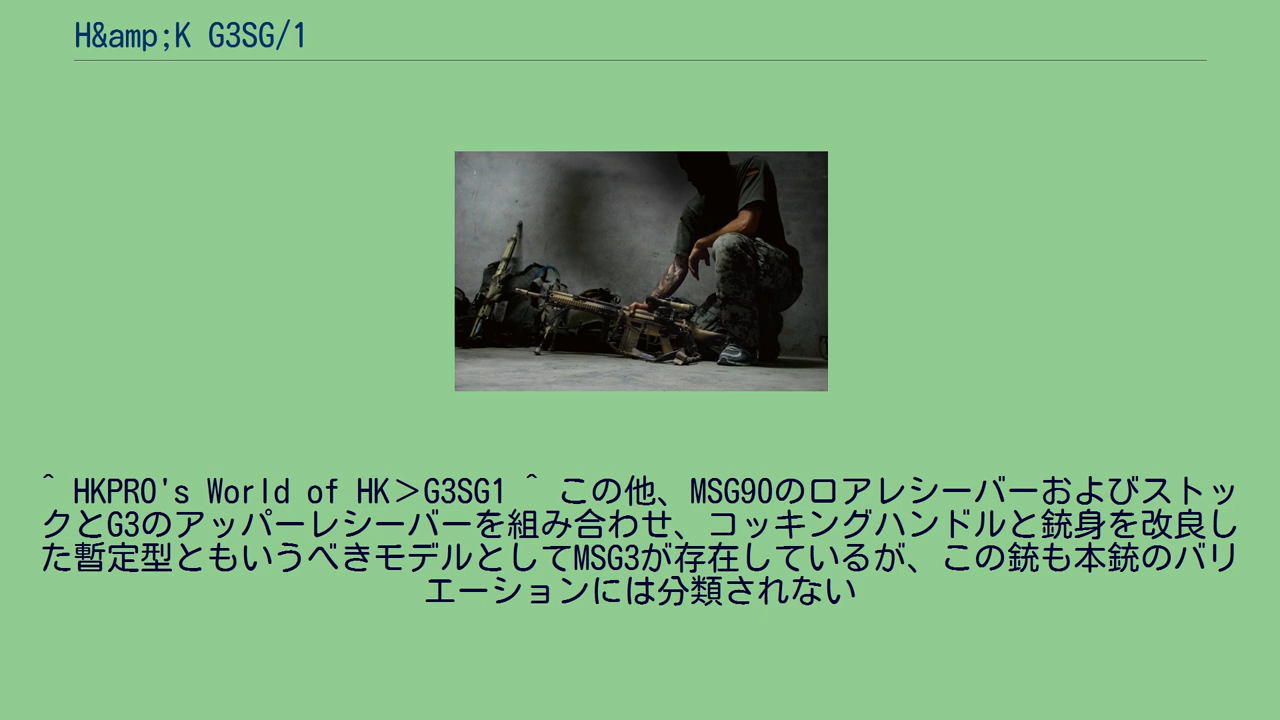 H&amp;K G3SG/1
^ HKPRO's World of HK＞G3SG1 ^ この他、MSG90のロアレシーバーおよびストッ
クとG3のアッパーレシーバーを組み合わせ、コッキングハンドルと銃身を改良し
た暫定型ともいうべきモデルとしてMSG3が存在しているが、この銃も本銃のバリ
エーションには分類されない